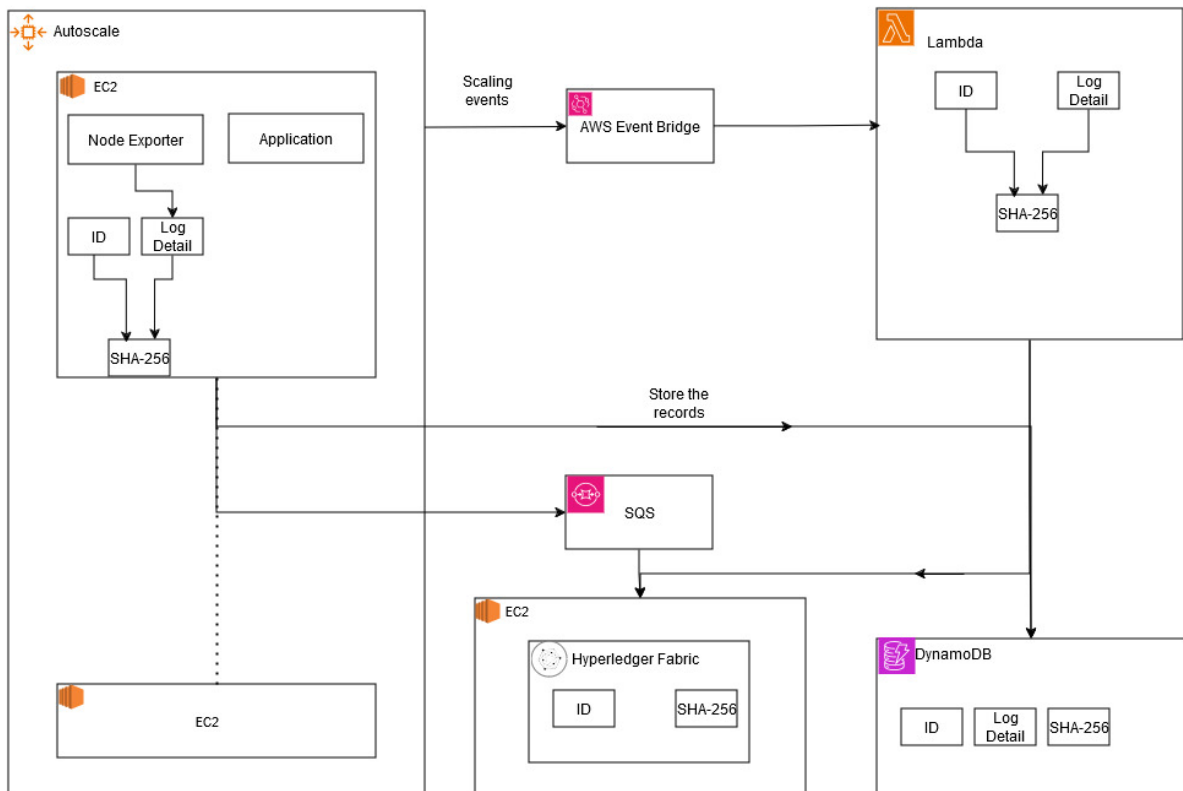 Autoscale
EC2
Node Exporter
Application
ID
Log
Detail
SHA-256
Scaling
events
AWS Event Bridge
Lambda
ID
Log
Detail
SHA-256
Store the
records
SQS
EC2
EC2
Hyperledger Fabric
ID
SHA-256
DynamoDB
ID
Log
Detail
SHA-256